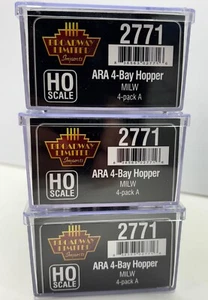 BROADWAY
LIMITED
Imports
2771
HO
SCALE
ARA 4-Bay Hopper
MILW
4-pack A
BROADWAY
LIMITED
Imports
2771
HO
SCALE
ARA 4-Bay Hopper
MILW
4-pack A
BROADWAY
LIMITED
Imports
2771
HO
SCALE
ARA 4-Bay Hopper
MILW
4-pack A